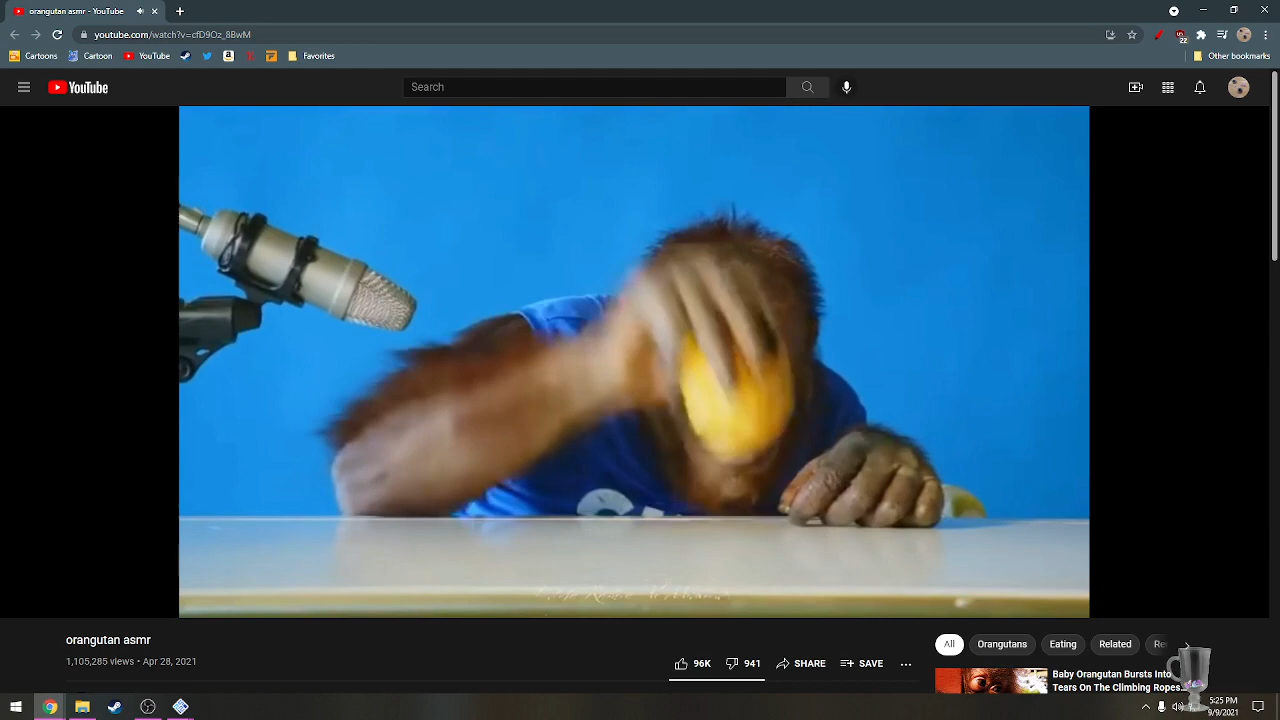 orangutan asmr - YouTube
youtube.com/watch?v=cfD9Oz_8BwM
22
Cartoons Cartoon YouTube Favorites Other bookmarks
YouTube Search
orangutan asmr
1,105,285 views • Apr 28, 2021
96K 941 SHARE SAVE
All Orangutans Eating Related Re
Baby Orangutan Bursts Into
Tears On The Climbing Ropes
5:25 PM
9/9/2021